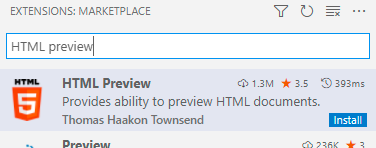 EXTENSIONS: MARKETPLACE
HTML preview
HTML
HTML Preview 1.3M 3.5 393ms
Provides ability to preview HTML documents.
Thomas Haakon Townsend Install
Preview 236K 3